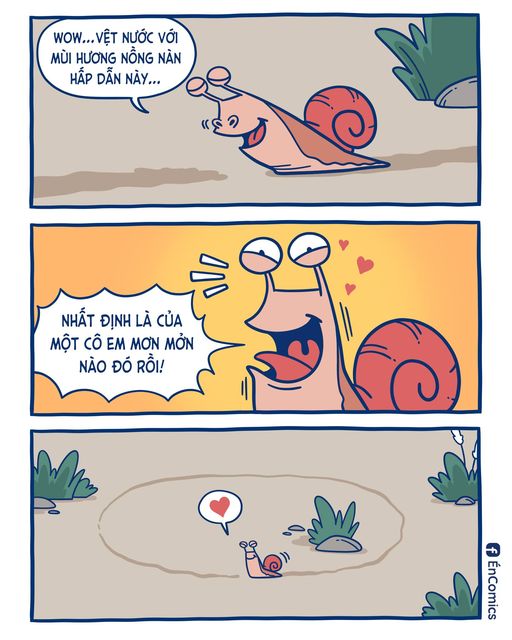 WOW...VỆT NƯỚC VỚI
MÙI HƯƠNG NỒNG NÀN
HẤP DẪN NÀY...
NHẤT ĐỊNH LÀ CỦA
MỘT CÔ EM MƠN MỞN
NÀO ĐÓ RỒI!
ÉnComics